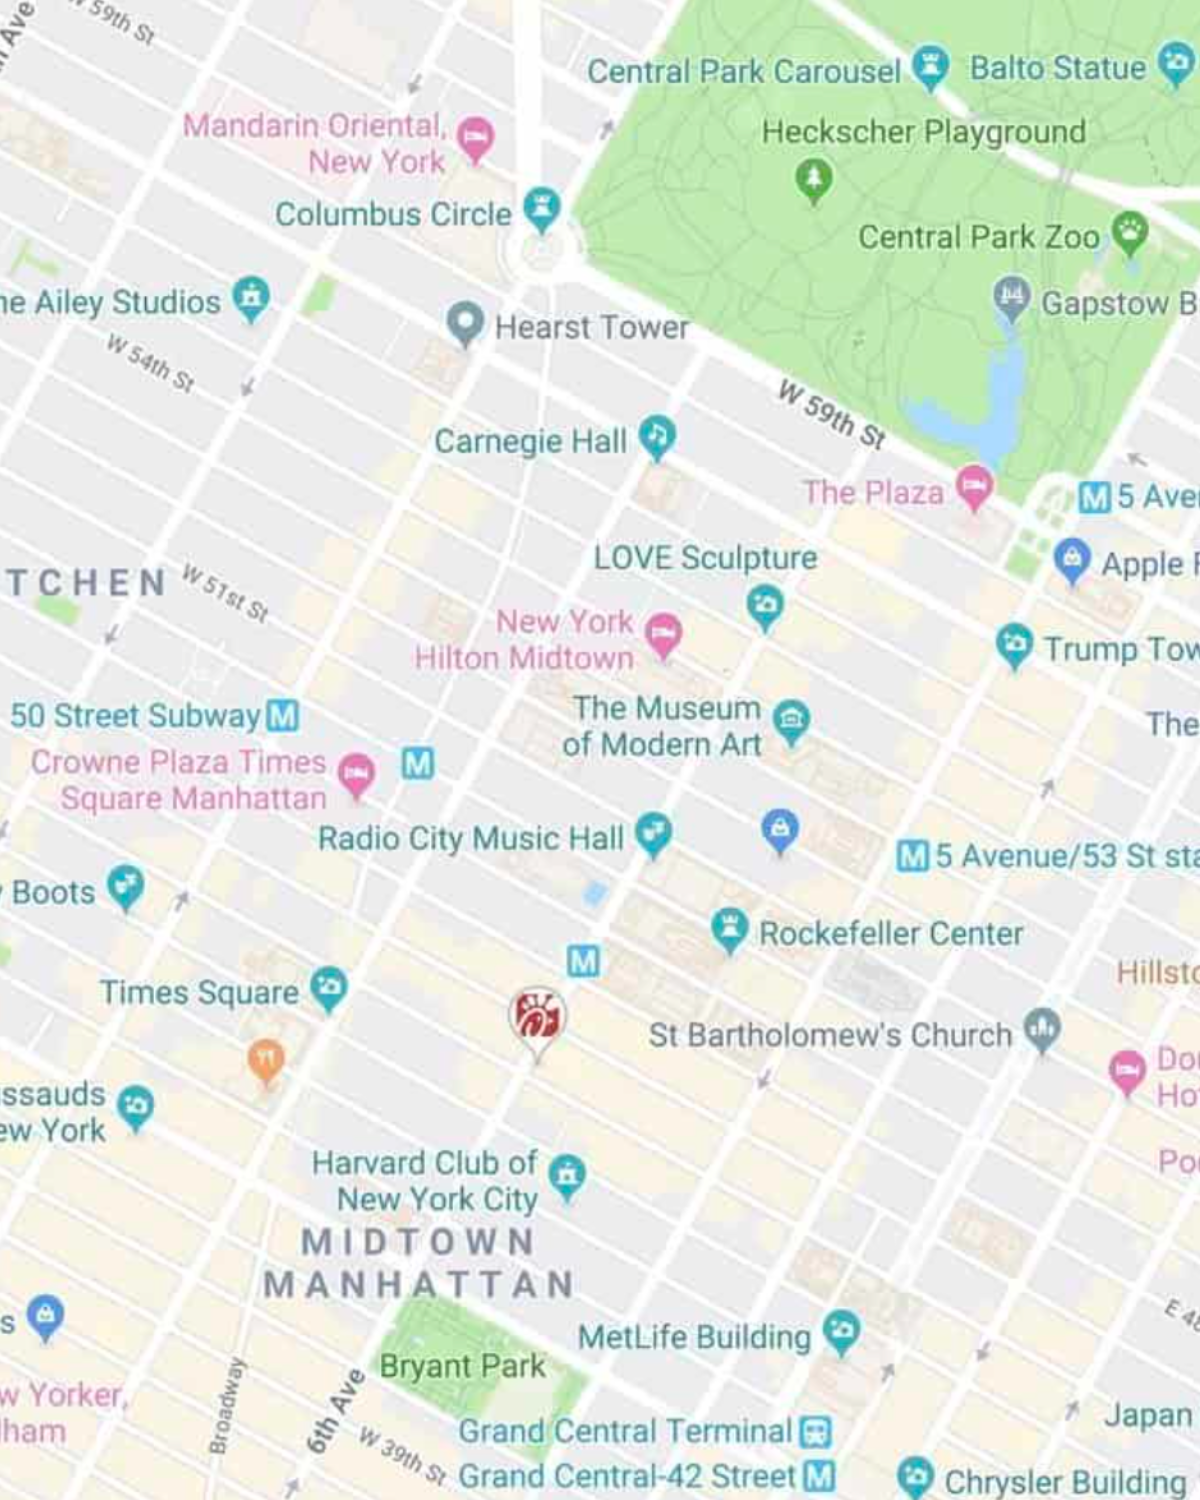 W 59th St
Ave
Central Park Carousel
Balto Statue
Mandarin Oriental,
New York
Heckscher Playground
Columbus Circle
Central Park Zoo
ne Ailey Studios
Gapstow B
Hearst Tower
W 54th St
W 59th St
Carnegie Hall
The Plaza
M 5 Aven
LOVE Sculpture
Apple F
TCHEN
W 51st St
New York
Hilton Midtown
Trump Tow
The Museum
of Modern Art
The
50 Street Subway M
Crowne Plaza Times
Square Manhattan
M
Radio City Music Hall
M 5 Avenue/53 St sta
Boots
Rockefeller Center
M
Hillsto
Times Square
St Bartholomew's Church
ssauds
ew York
Dou
Ho
Harvard Club of
New York City
Po
MIDTOWN
MANHATTAN
E 48
s
MetLife Building
Bryant Park
w Yorker,
ham
Broadway
6th Ave
W 39th St
Japan
Grand Central Terminal
Grand Central-42 Street M
Chrysler Building